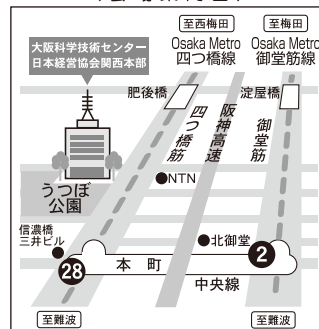 至西梅田
至梅田
大阪科学技術センター
日本経営協会関西本部
Osaka Metro
四つ橋線
Osaka Metro
御堂筋線
肥後橋
淀屋橋
四つ橋筋
阪神高速
御堂筋
NTN
うつぼ
公園
信濃橋
三井ビル
北御堂
28
本町
2
中央線
至難波
至難波